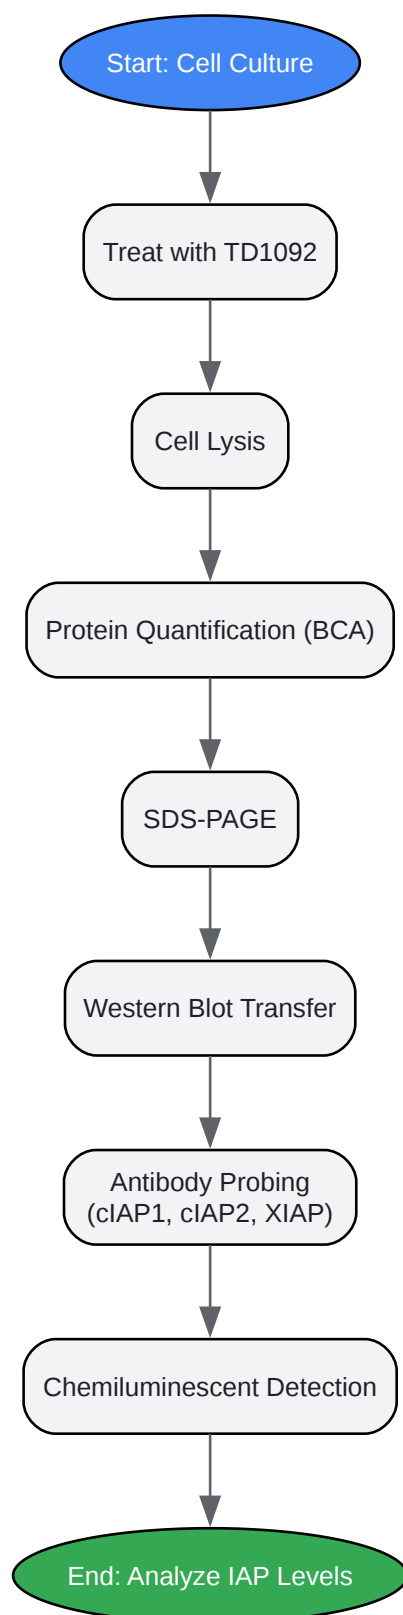 Start: Cell Culture
Treat with TD1092
Cell Lysis
Protein Quantification (BCA)
SDS-PAGE
Western Blot Transfer
Antibody Probing
(cIAP1, cIAP2, XIAP)
Chemiluminescent Detection
End: Analyze IAP Levels